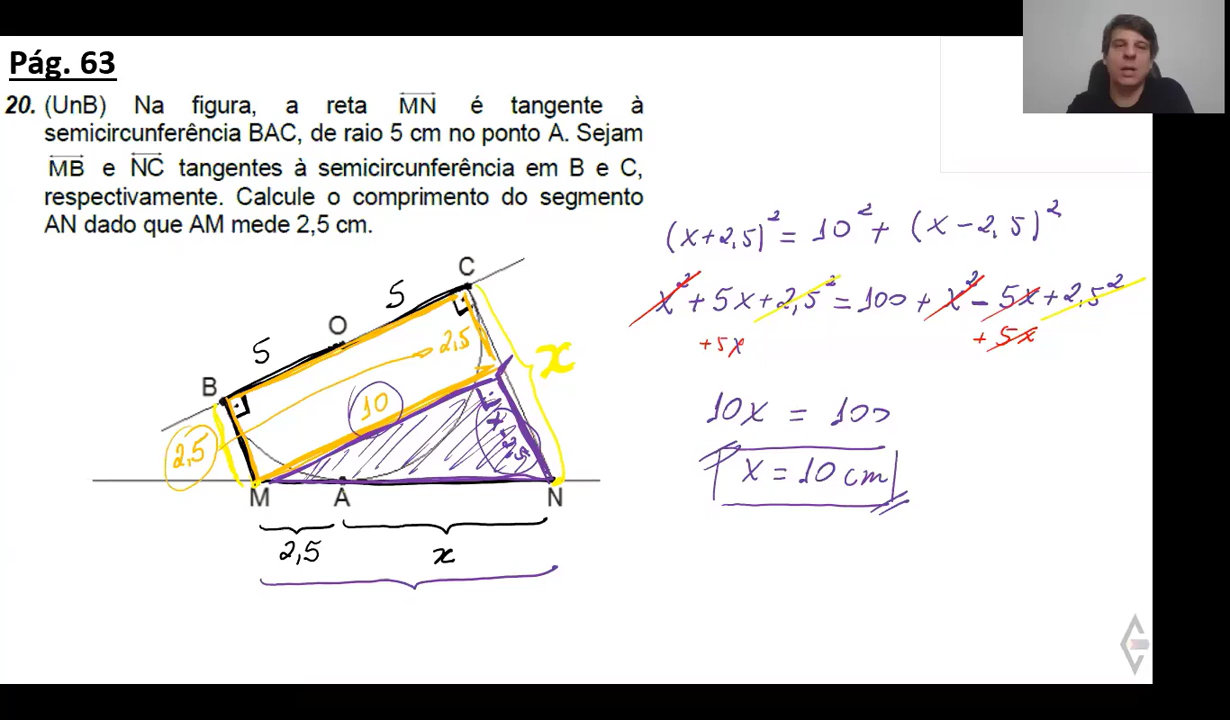 Pág. 63
20. (UnB) Na figura, a reta MN é tangente à
semicircunferência BAC, de raio 5 cm no ponto A. Sejam
MB e NC tangentes à semicircunferência em B e C,
respectivamente. Calcule o comprimento do segmento
AN dado que AM mede 2,5 cm.
(x+2,5)² = 10² + (x-2,5)²
x² + 5x + 2,5² = 100 + x² - 5x + 2,5²
+5x + 5x
10x = 100
x = 10 cm
C
5
O
2,5
5
x
B
10
2,5
x-2,5
M A N
2,5 x